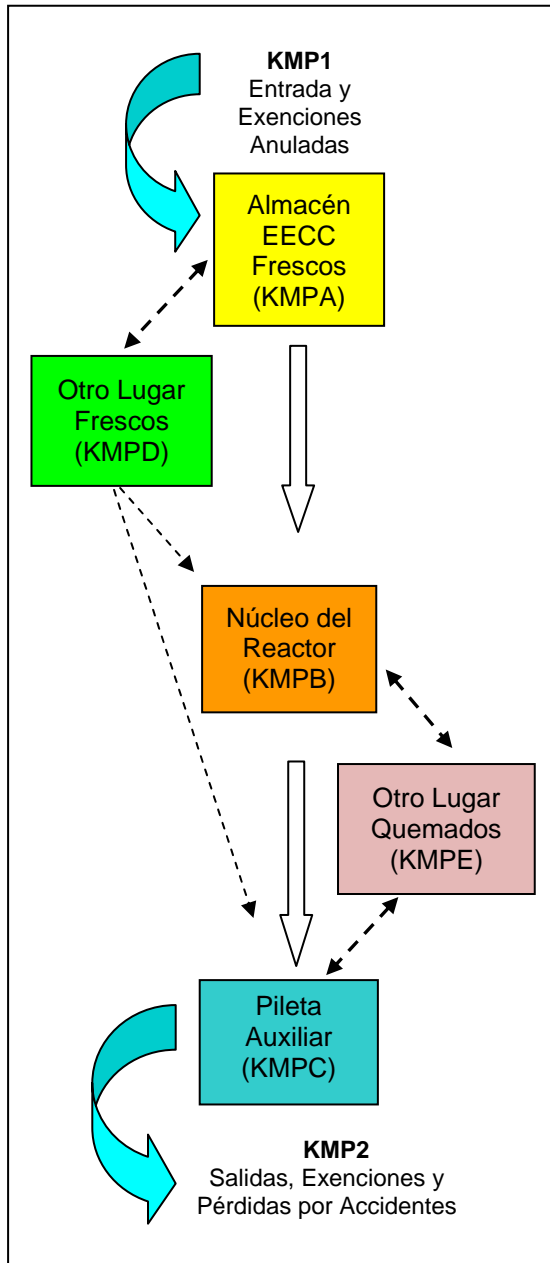 KMP1
Entrada y
Exenciones
Anuladas
Almacén
EECC
Frescos
(KMPA)
Otro Lugar
Frescos
(KMPD)
Núcleo del
Reactor
(KMPB)
Otro Lugar
Quemados
(KMPE)
Pileta
Auxiliar
(KMPC)
KMP2
Salidas, Exenciones y
Pérdidas por Accidentes